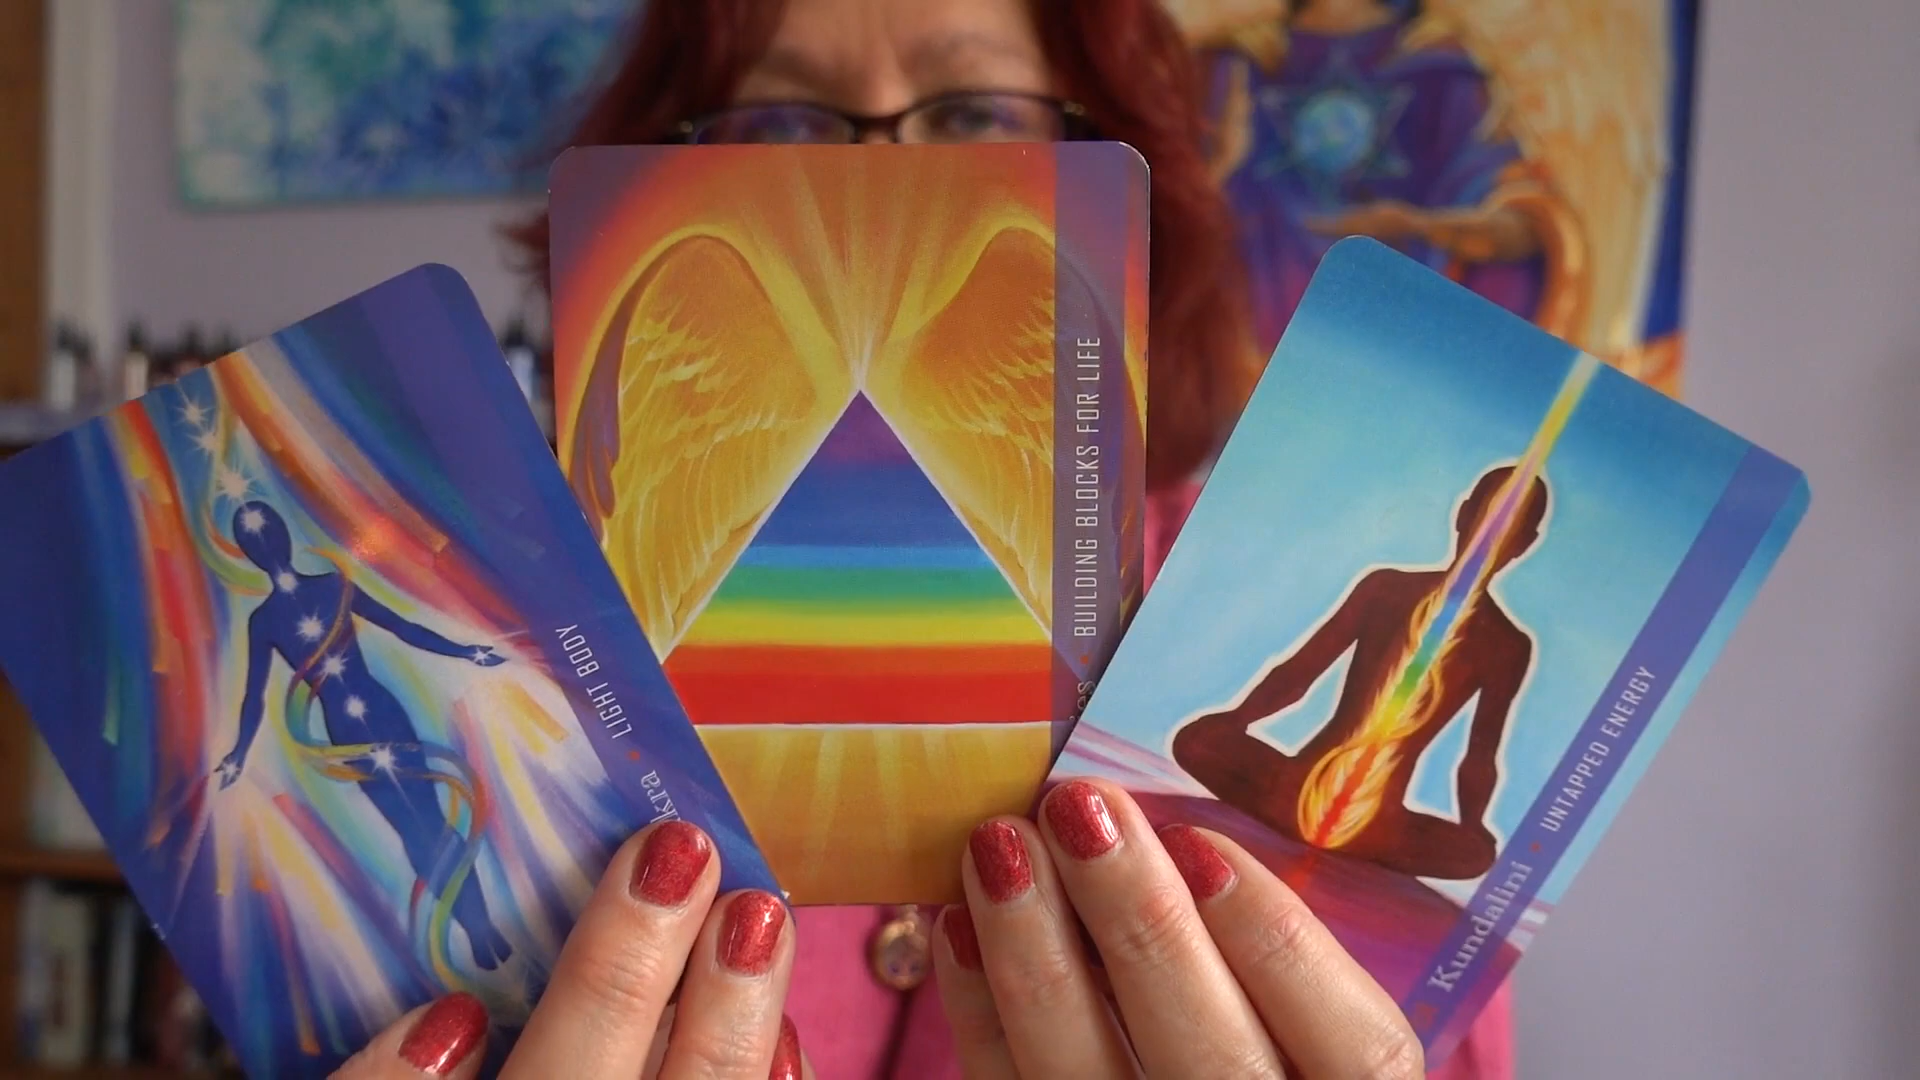 LIGHT BODY
BUILDING BLOCKS FOR LIFE
Kundalini • UNTAPPED ENERGY